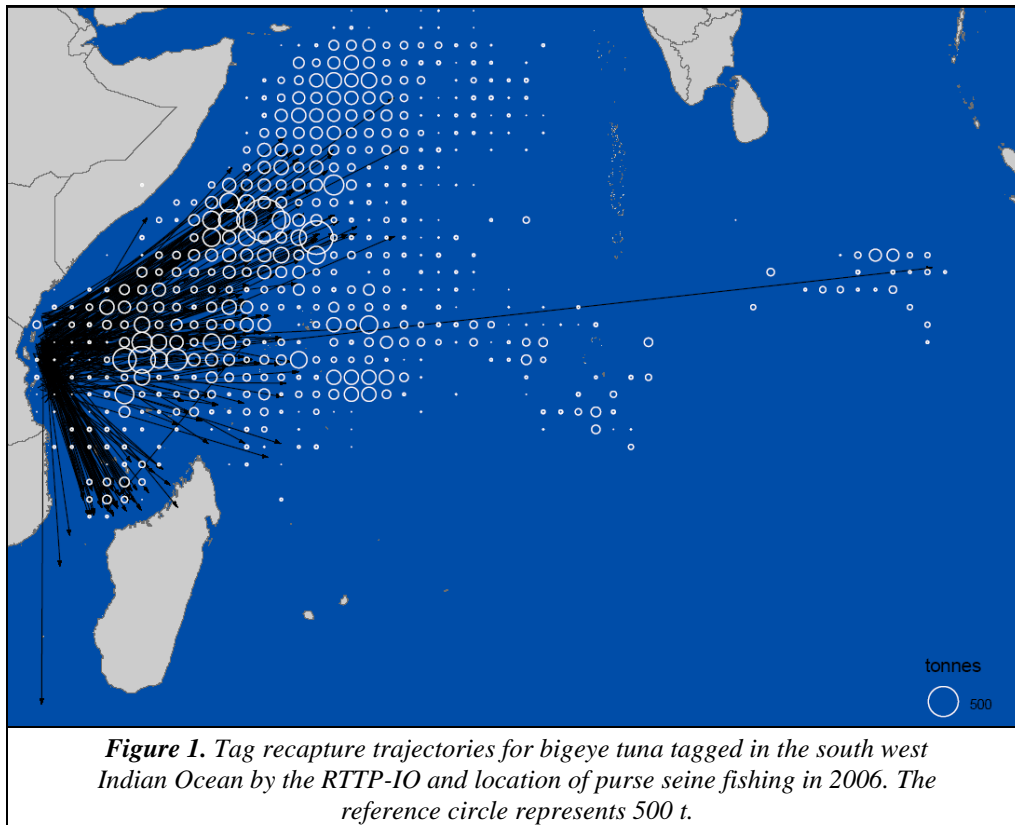 tonnes
500
Figure 1. Tag recapture trajectories for bigeye tuna tagged in the south west
Indian Ocean by the RTTP-IO and location of purse seine fishing in 2006. The
reference circle represents 500 t.